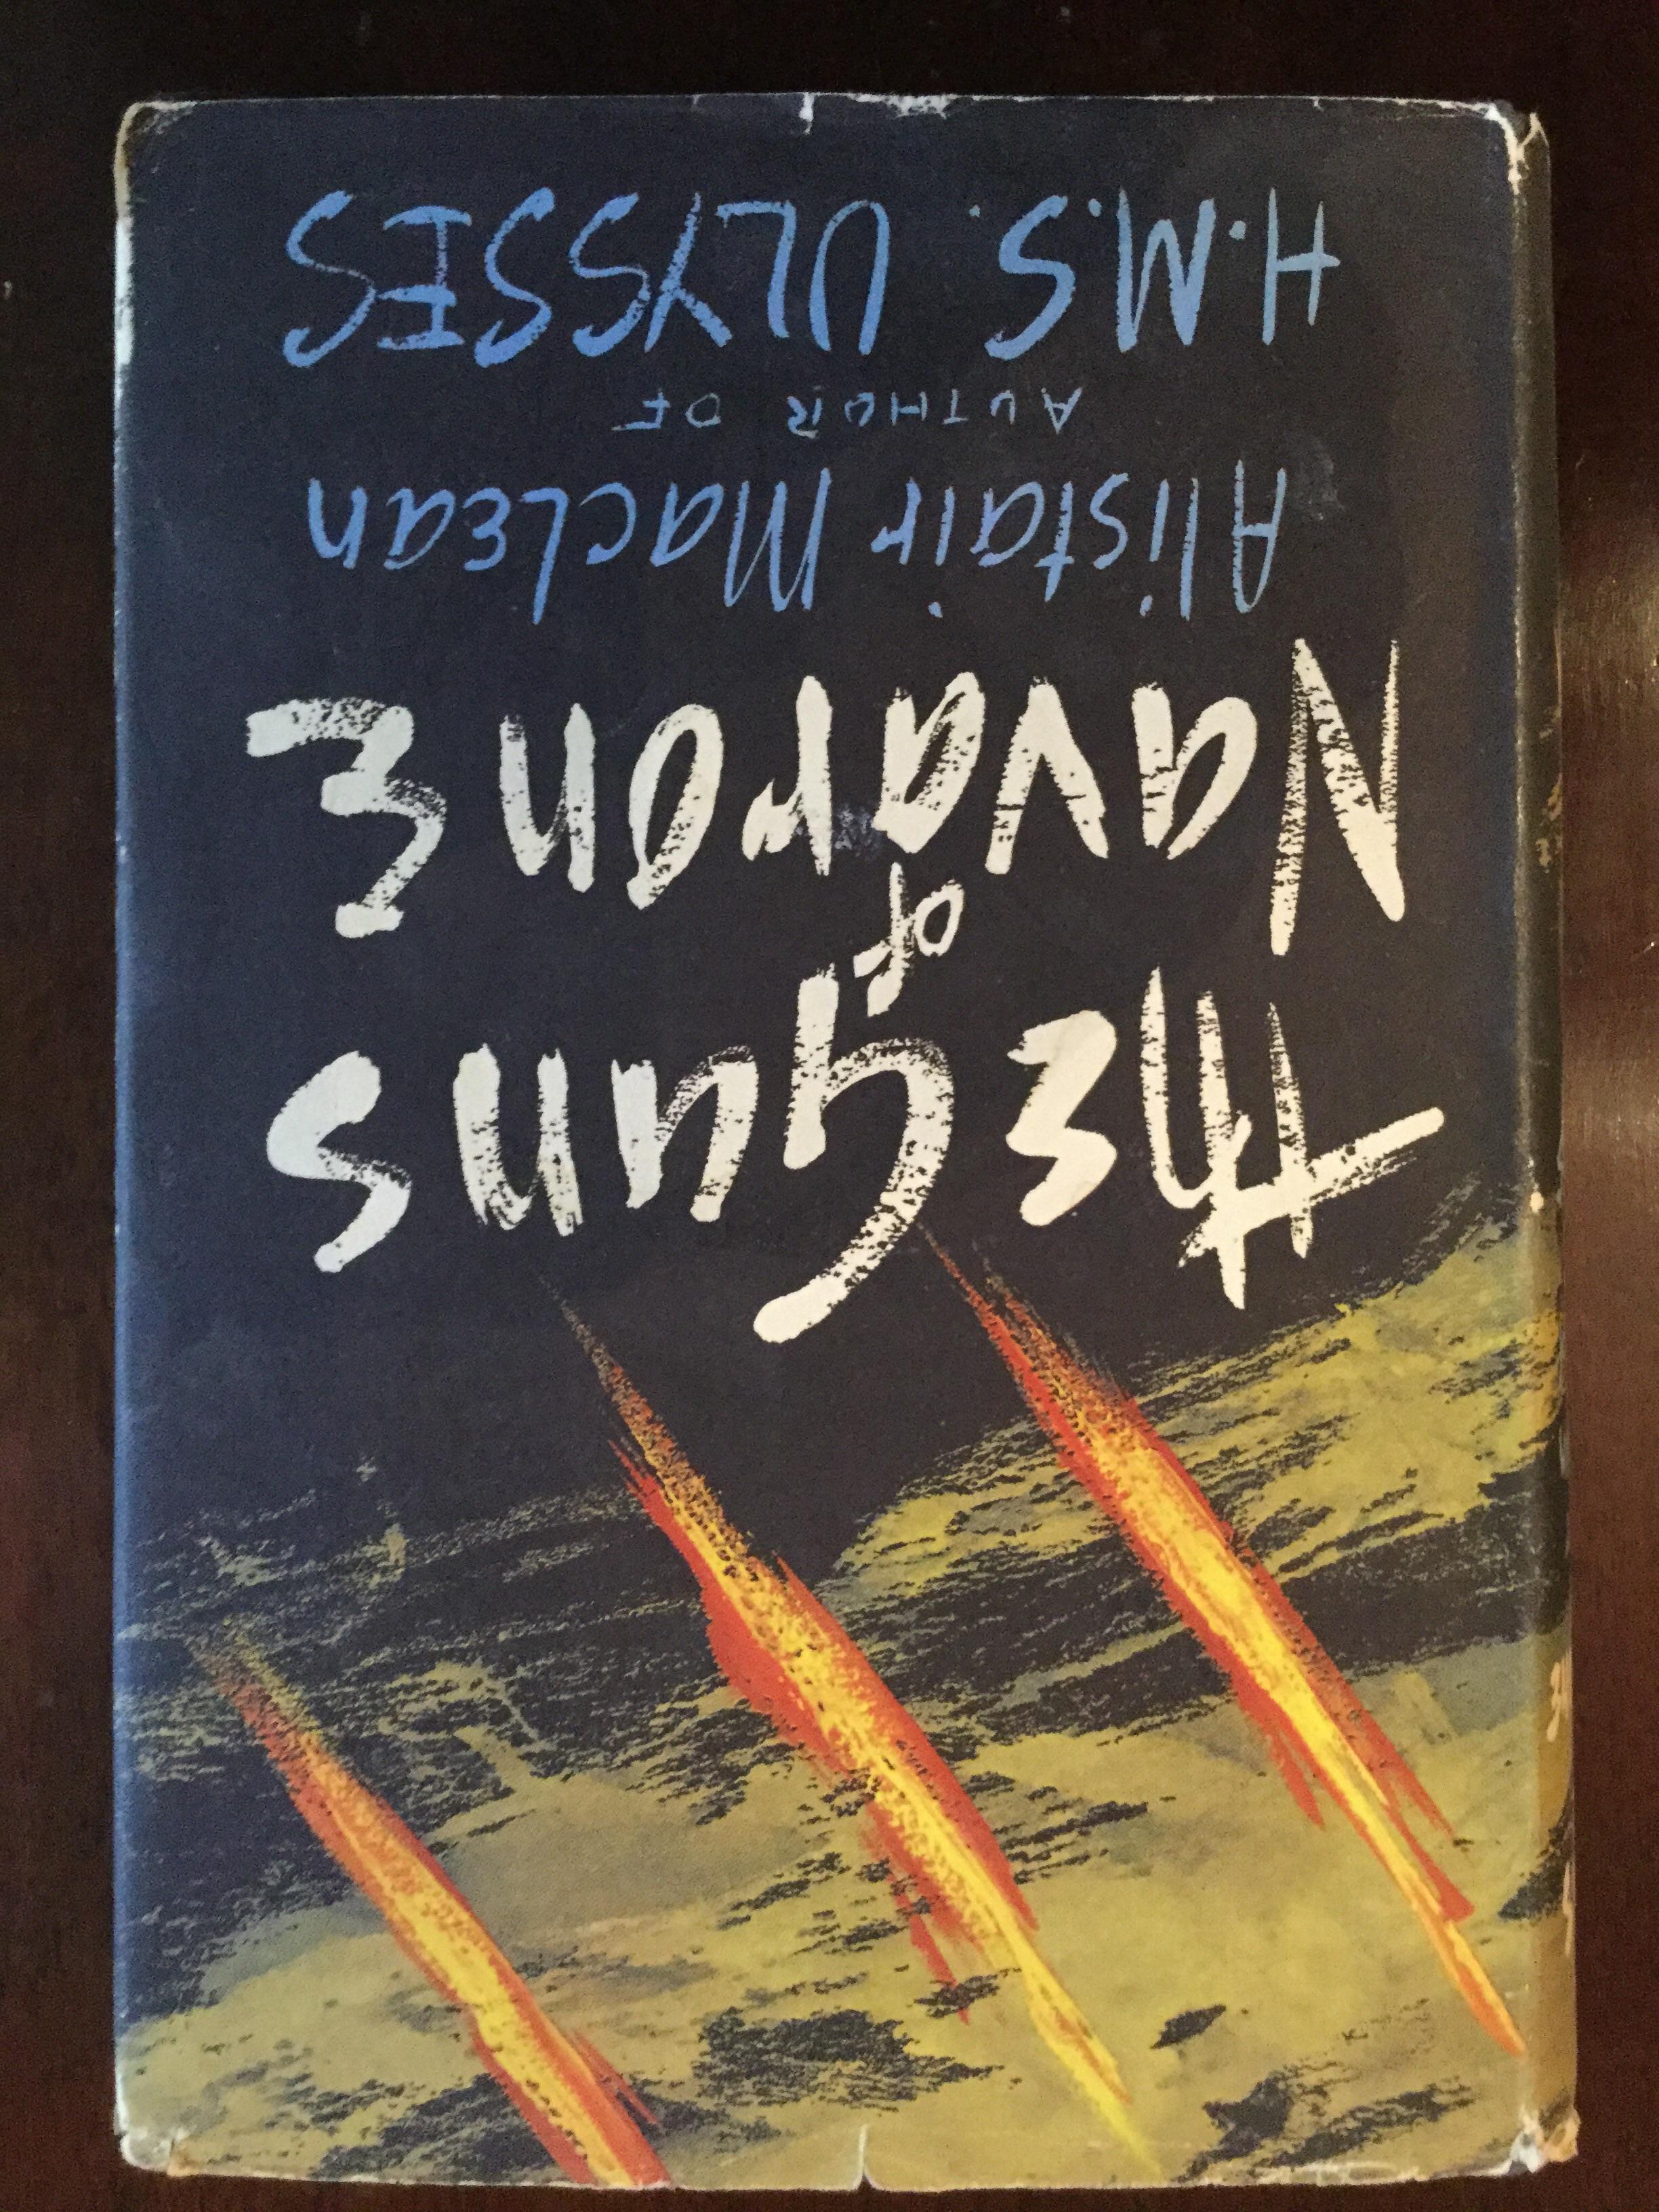 The Guns
of
Navarone
Alistair MacLean
AUTHOR OF
H.M.S. ULYSSES